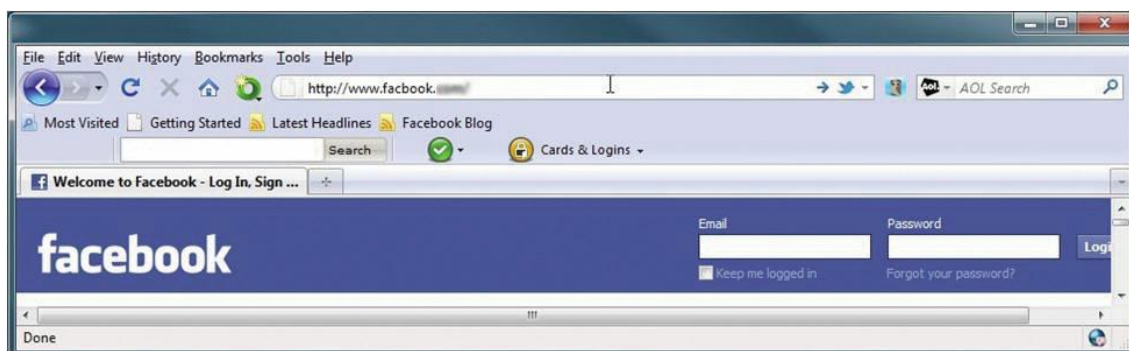 File Edit View History Bookmarks Tools Help
http://www.facbook.
AOL AOL Search
Most Visited Getting Started Latest Headlines Facebook Blog
Search Cards & Logins
Welcome to Facebook - Log In, Sign ...
Email Password
facebook Logi
Keep me logged in Forgot your password?
Done